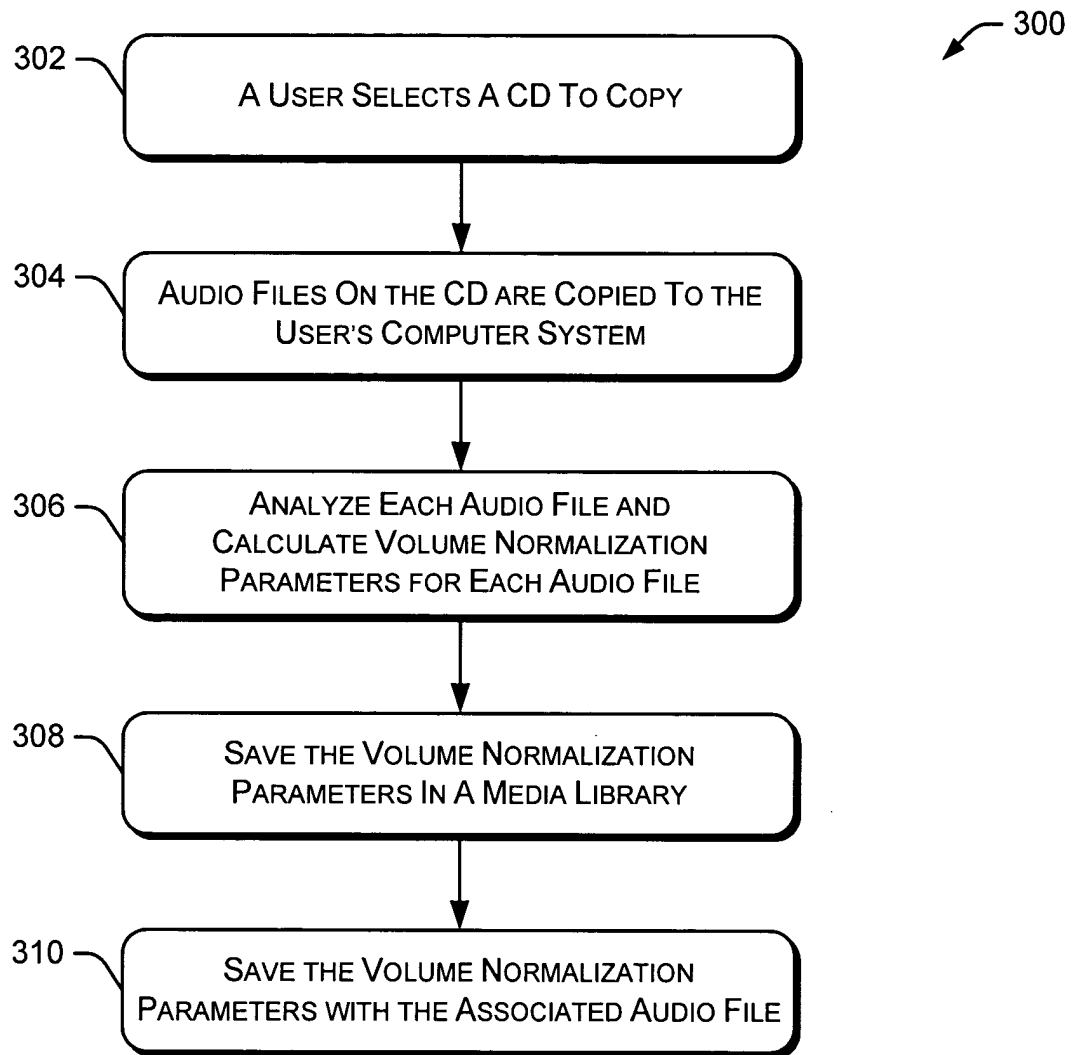 300
302
A USER SELECTS A CD TO COPY
304
AUDIO FILES ON THE CD ARE COPIED TO THE
USER'S COMPUTER SYSTEM
306
ANALYZE EACH AUDIO FILE AND
CALCULATE VOLUME NORMALIZATION
PARAMETERS FOR EACH AUDIO FILE
308
SAVE THE VOLUME NORMALIZATION
PARAMETERS IN A MEDIA LIBRARY
310
SAVE THE VOLUME NORMALIZATION
PARAMETERS WITH THE ASSOCIATED AUDIO FILE